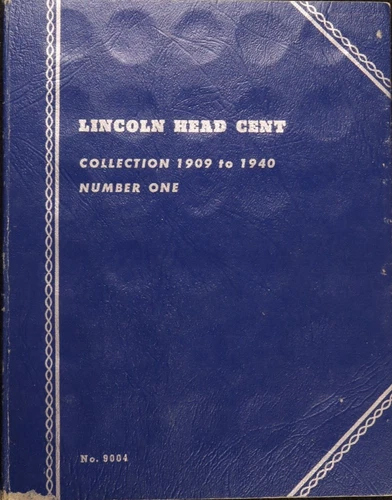 LINCOLN HEAD CENT
COLLECTION 1909 to 1940
NUMBER ONE
No. 9004